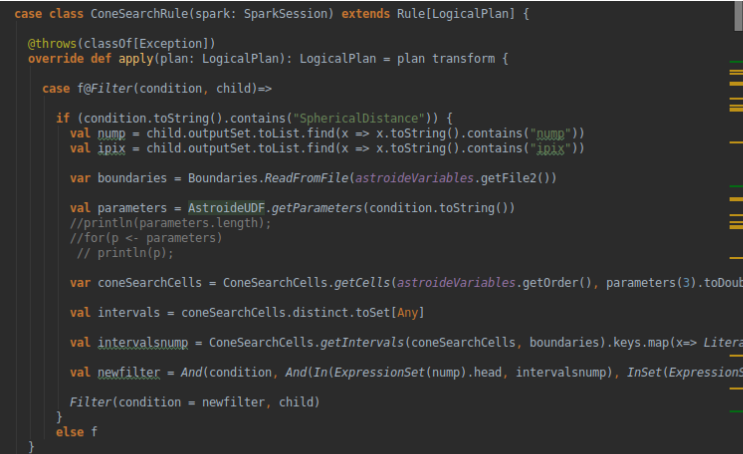 case class ConeSearchRule(spark: SparkSession) extends Rule[LogicalPlan] {
@throws(classOf[Exception])
override def apply(plan: LogicalPlan): LogicalPlan = plan transform {
case f@Filter(condition, child)=>
if (condition.toString().contains("SphericalDistance")) {
val nump = child.outputSet.toList.find(x => x.toString().contains("nump"))
val ipix = child.outputSet.toList.find(x => x.toString().contains("ipix"))
var boundaries = Boundaries.ReadFromFile(astroideVariables.getFile2())
val parameters = AstroideUDF.getParameters(condition.toString())
//println(parameters.length);
//for(p <- parameters)
// println(p);
var coneSearchCells = ConeSearchCells.getCells(astroideVariables.getOrder(), parameters(3).toDoub
val intervals = coneSearchCells.distinct.toSet[Any]
val intervalsnump = ConeSearchCells.getIntervals(coneSearchCells, boundaries).keys.map(x=> Litera
val newfilter = And(condition, And(In(ExpressionSet(nump).head, intervalsnump), InSet(ExpressionS
Filter(condition = newfilter, child)
}
else f
}